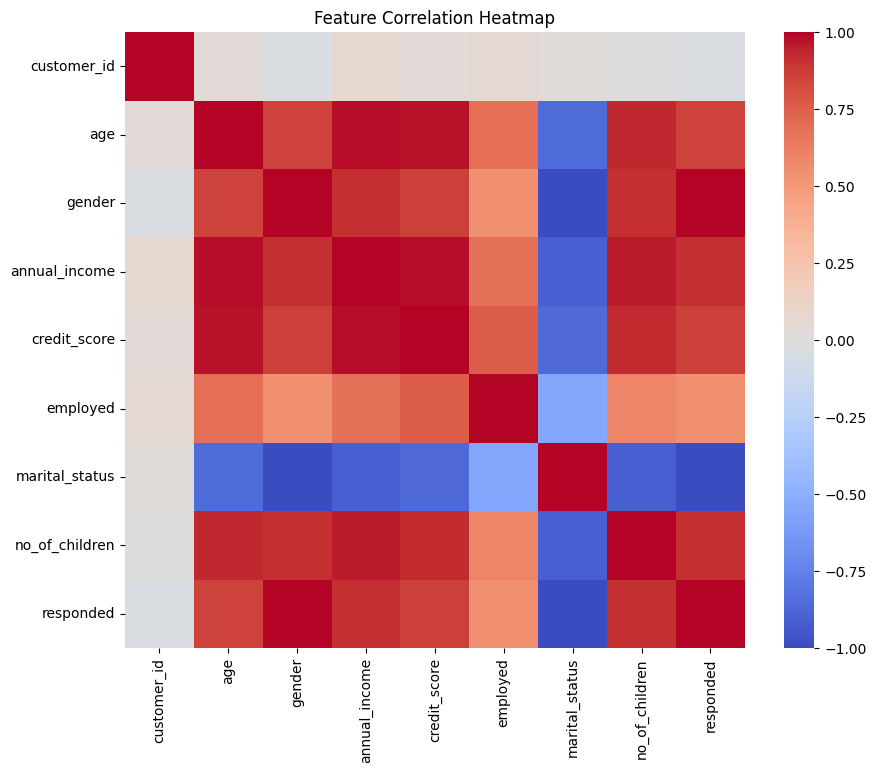 Feature Correlation Heatmap
customer_id
age
gender
annual_income
credit_score
employed
marital_status
no_of_children
responded
customer_id
age
gender
annual_income
credit_score
employed
marital_status
no_of_children
responded
1.00
0.75
0.50
0.25
0.00
−0.25
−0.50
−0.75
−1.00